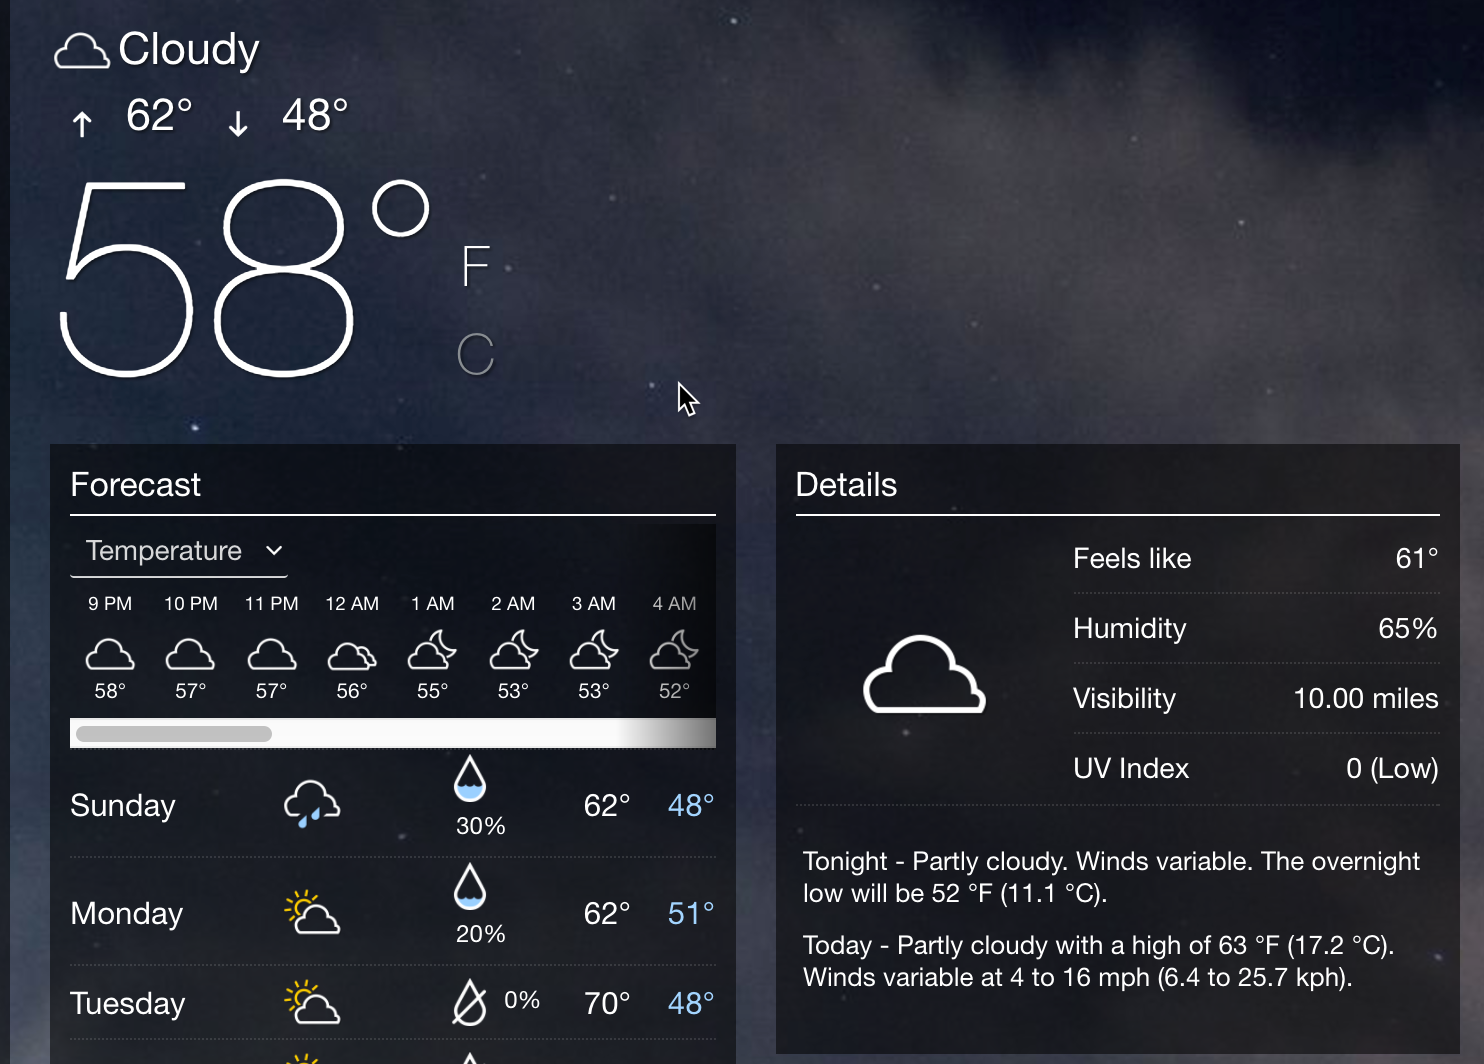 Cloudy
↑ 62° ↓ 48°
58°
F
C
Forecast
Temperature
9 PM 10 PM 11 PM 12 AM 1 AM 2 AM 3 AM 4 AM
58° 57° 57° 56° 55° 53° 53° 52°
Sunday 30% 62° 48°
Monday 20% 62° 51°
Tuesday 0% 70° 48°
Details
Feels like 61°
Humidity 65%
Visibility 10.00 miles
UV Index 0 (Low)
Tonight - Partly cloudy. Winds variable. The overnight
low will be 52 °F (11.1 °C).
Today - Partly cloudy with a high of 63 °F (17.2 °C).
Winds variable at 4 to 16 mph (6.4 to 25.7 kph).